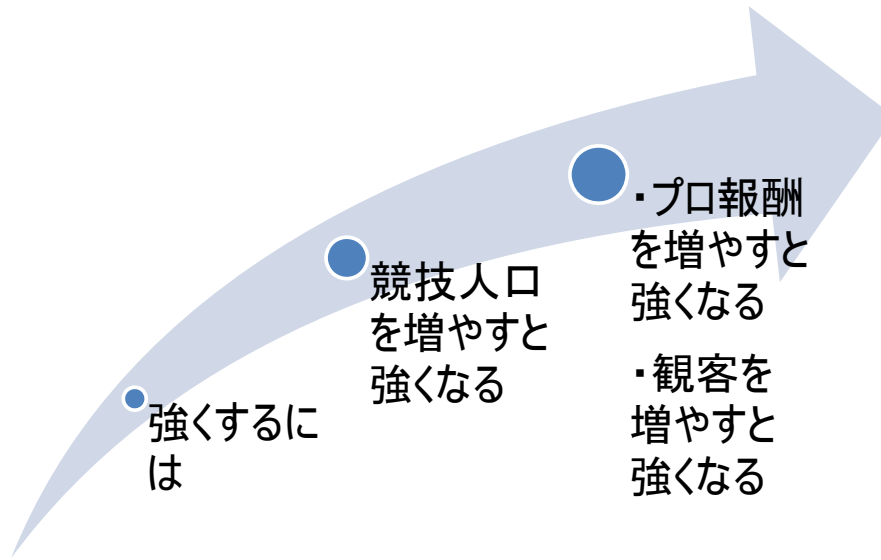 強くするに
は
競技人口
を増やすと
強くなる
・プロ報酬
を増やすと
強くなる
・観客を
増やすと
強くなる